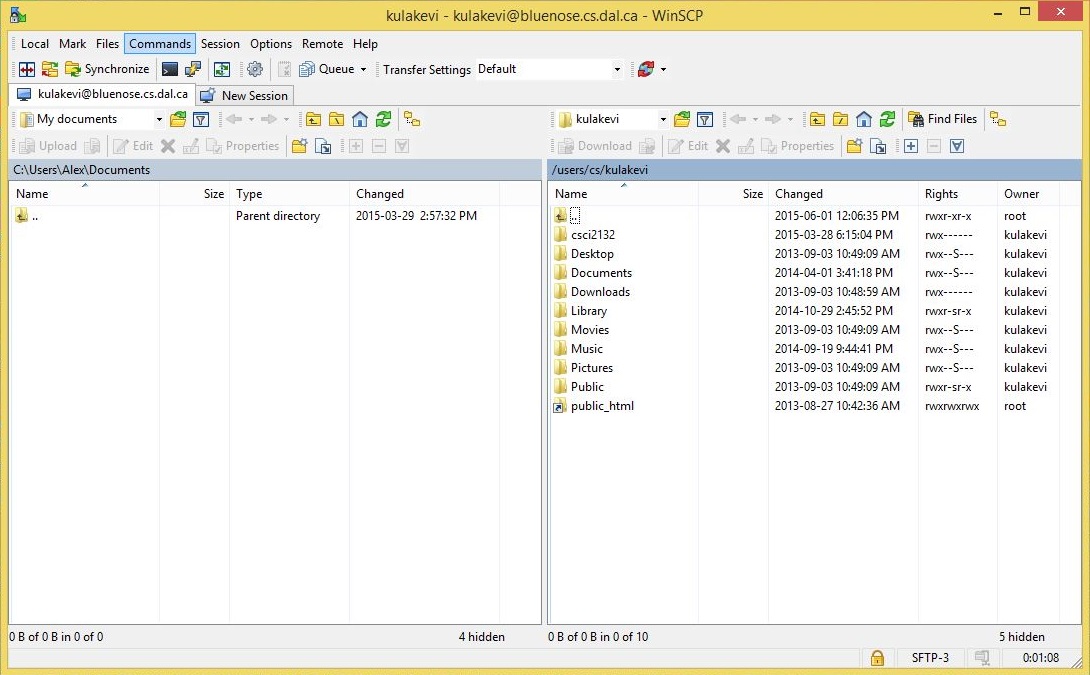 kulakevi - kulakevi@bluenose.cs.dal.ca - WinSCP
Local Mark Files Commands Session Options Remote Help
Synchronize Queue Transfer Settings Default
kulakevi@bluenose.cs.dal.ca New Session
My documents kulakevi Find Files
Upload Edit Properties Download Edit Properties
C:\Users\Alex\Documents /users/cs/kulakevi
Name Size Type Changed Name Size Changed Rights Owner
.. Parent directory 2015-03-29 2:57:32 PM .. 2015-06-01 12:06:35 PM rwxr-xr-x root
csci2132 2015-03-28 6:15:04 PM rwx------ kulakevi
Desktop 2013-09-03 10:49:09 AM rwx--S--- kulakevi
Documents 2014-04-01 3:41:18 PM rwx--S--- kulakevi
Downloads 2013-09-03 10:48:59 AM rwx------ kulakevi
Library 2014-10-29 2:45:52 PM rwxr-sr-x kulakevi
Movies 2013-09-03 10:49:09 AM rwx--S--- kulakevi
Music 2014-09-19 9:44:41 PM rwx--S--- kulakevi
Pictures 2013-09-03 10:49:09 AM rwx--S--- kulakevi
Public 2013-09-03 10:49:09 AM rwxr-sr-x kulakevi
public_html 2013-08-27 10:42:36 AM rwxrwxrwx root
0 B of 0 B in 0 of 0 4 hidden 0 B of 0 B in 0 of 10 5 hidden
SFTP-3 0:01:08